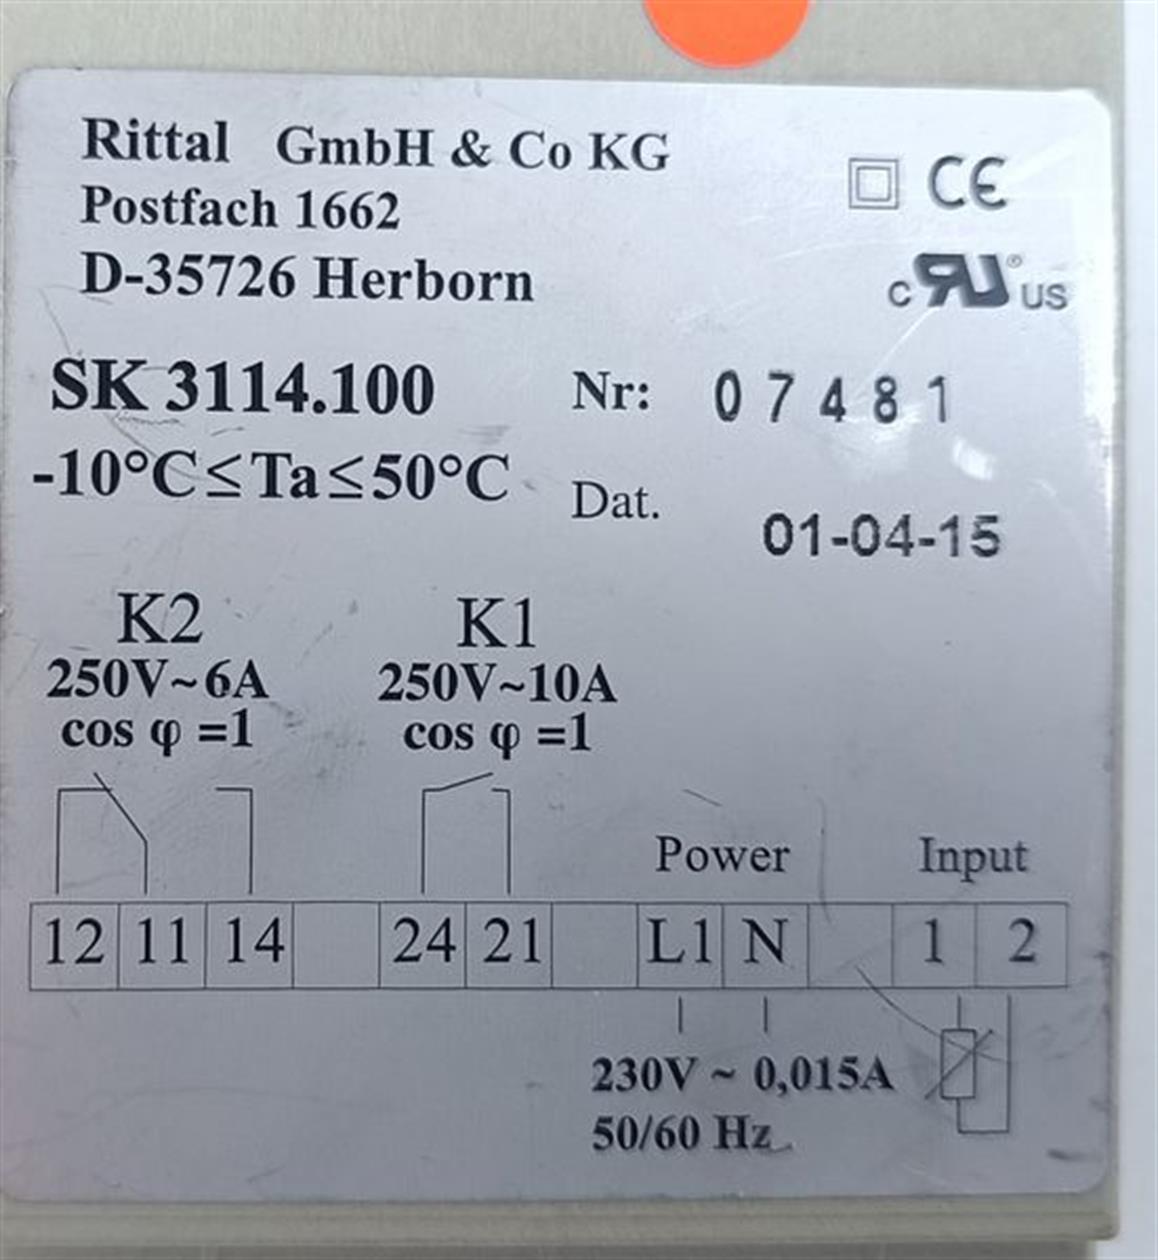 Rittal GmbH & Co KG
Postfach 1662
D-35726 Herborn
CE
c RU ® US
SK 3114.100 Nr: 07481
-10°C≤Ta≤50°C Dat. 01-04-15
K2 K1
250V~6A 250V~10A
cos φ =1 cos φ =1
Power Input
12 11 14 24 21 L1 N 1 2
230V ~ 0,015A
50/60 Hz